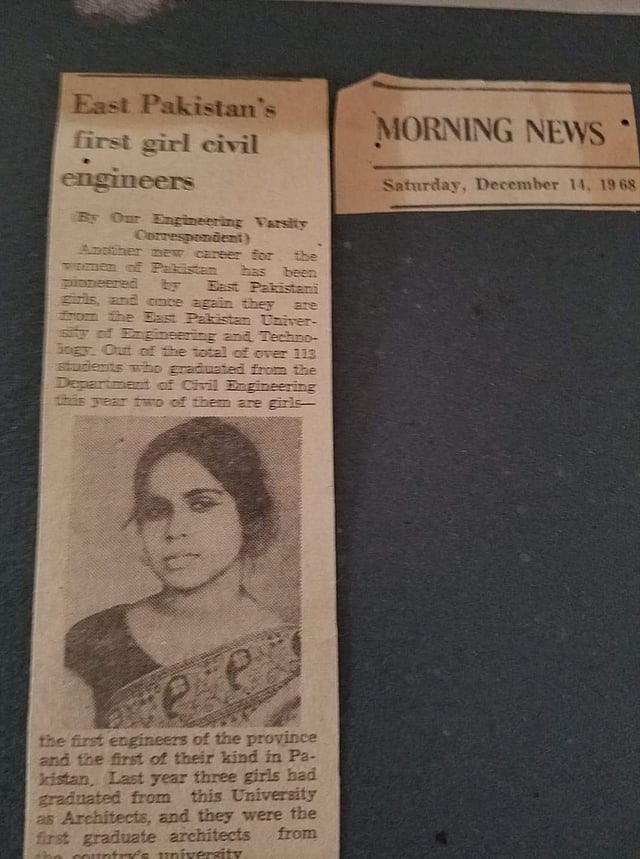 East Pakistan's
first girl civil
engineers
(By Our Engineering Varsity
Correspondent)
Another new career for the
women of Pakistan has been
pioneered by East Pakistani
girls, and once again they are
from the East Pakistan Univer-
sity of Engineering and Techno-
logy. Out of the total of over 113
students who graduated from the
Department of Civil Engineering
this year two of them are girls—
the first engineers of the province
and the first of their kind in Pa-
kistan. Last year three girls had
graduated from this University
as Architects, and they were the
first graduate architects from
the country's university
MORNING NEWS
Saturday, December 14, 1968